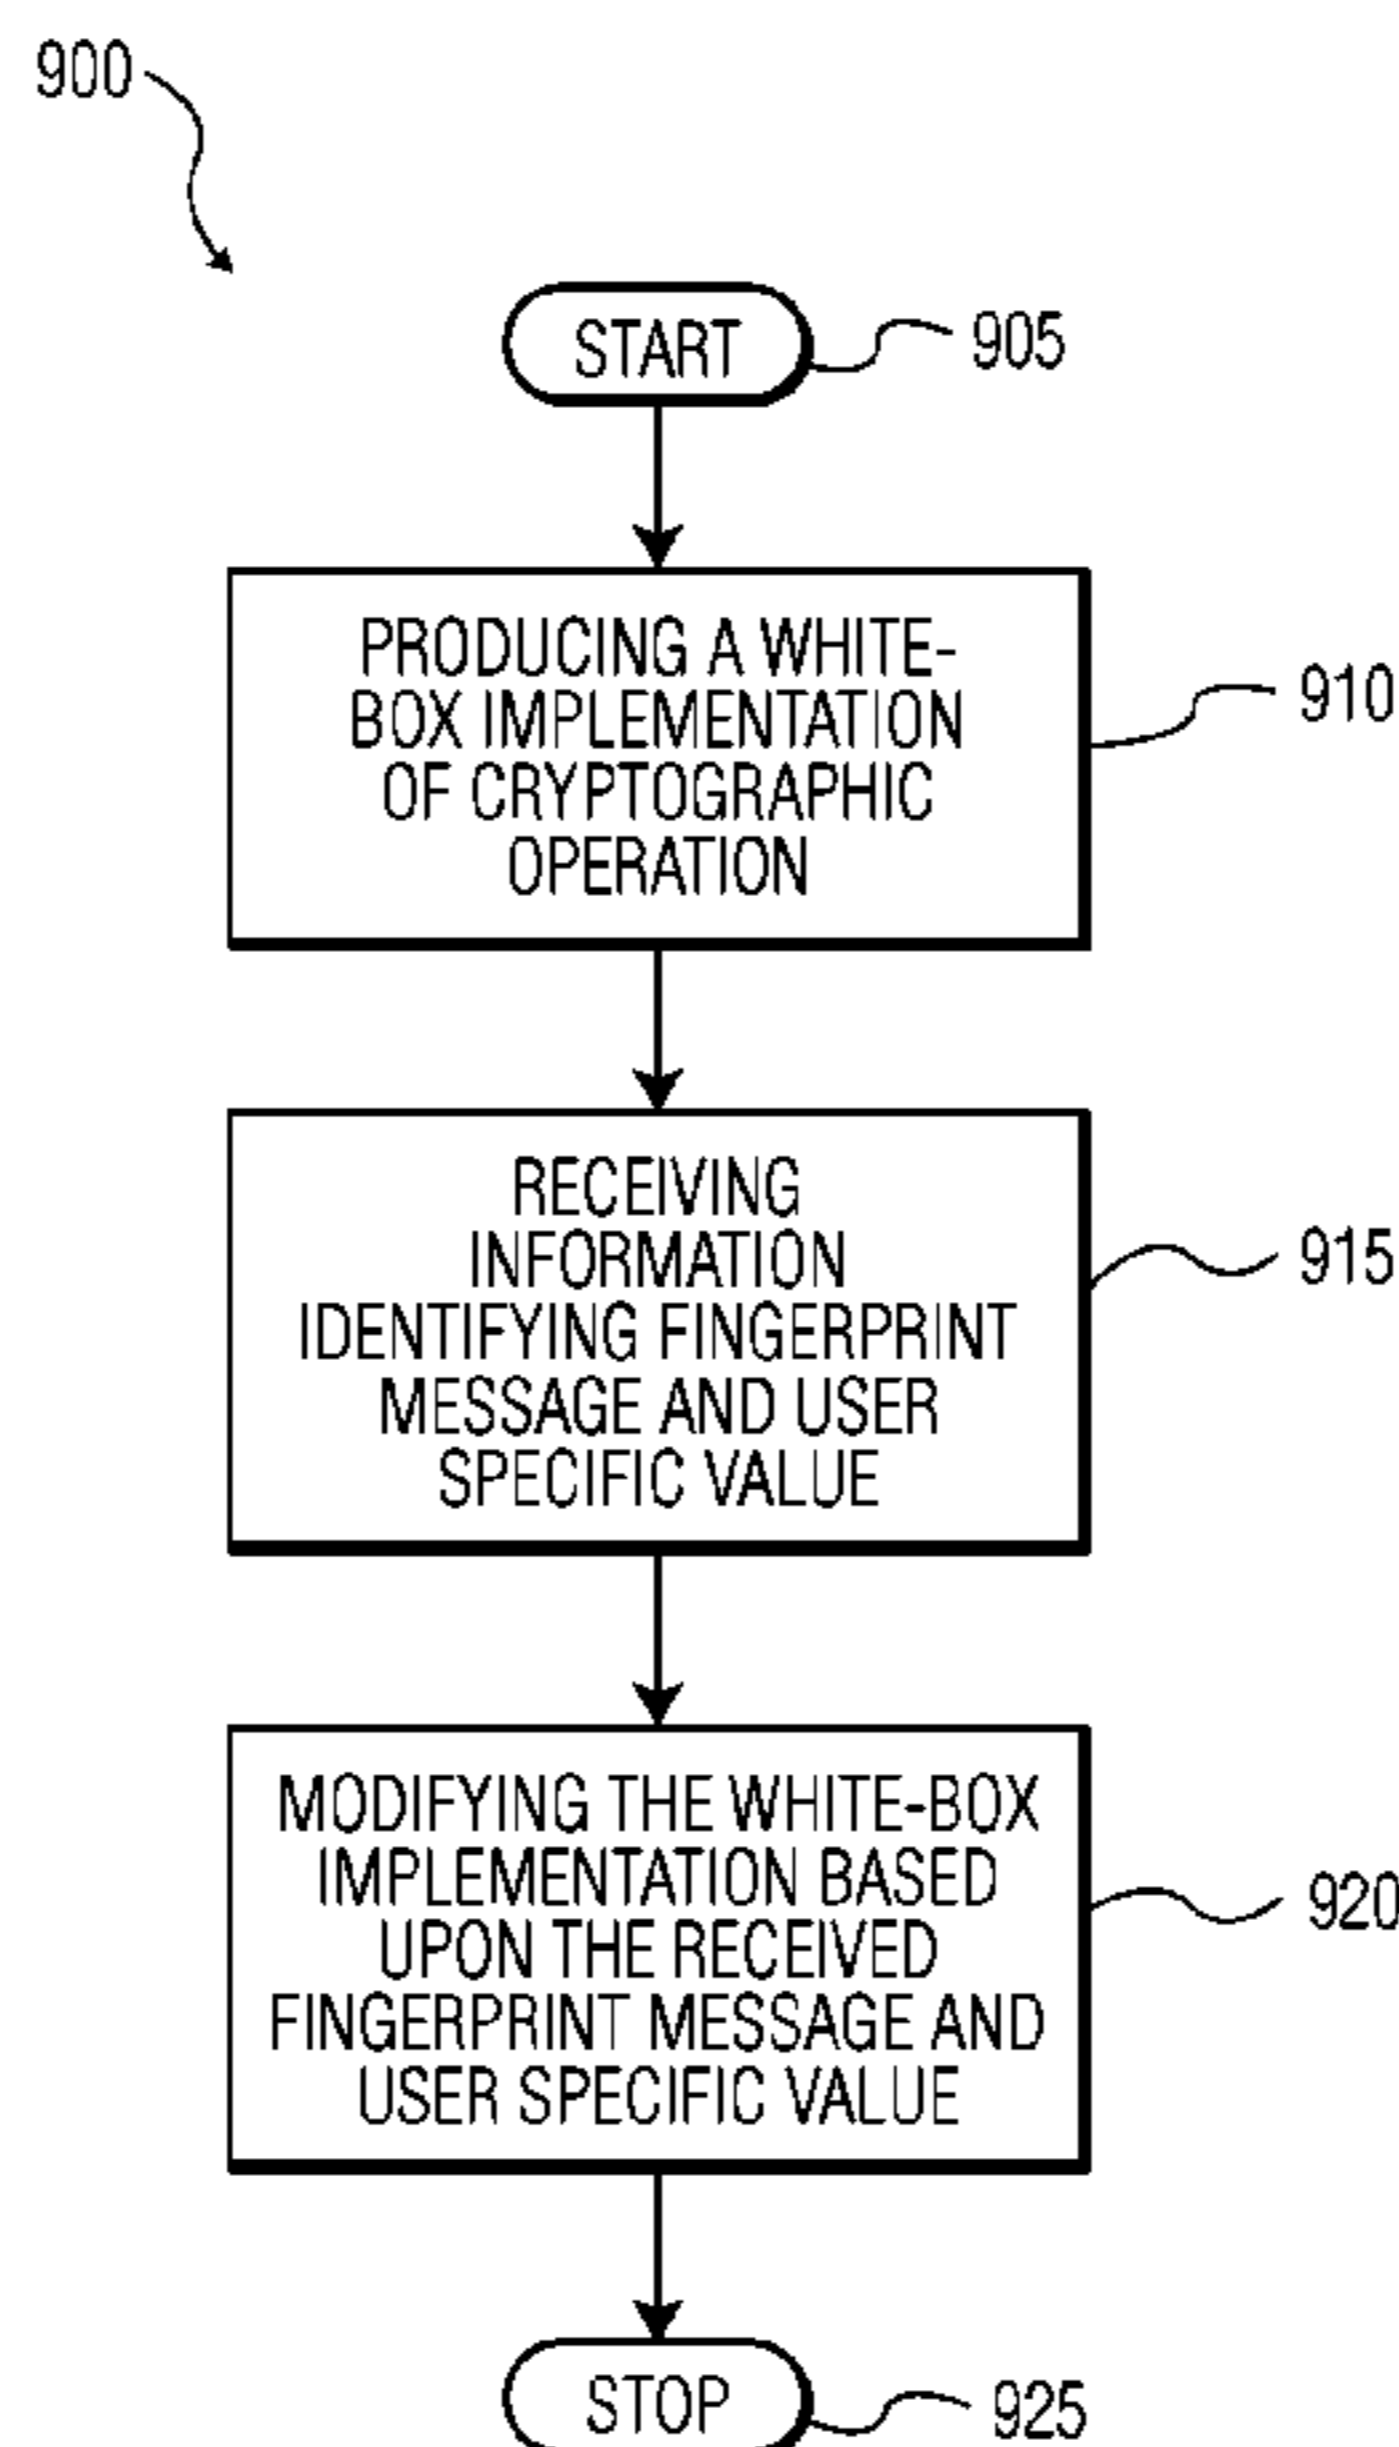 900
START
905
PRODUCING A WHITE-
BOX IMPLEMENTATION
OF CRYPTOGRAPHIC
OPERATION
910
RECEIVING
INFORMATION
IDENTIFYING FINGERPRINT
MESSAGE AND USER
SPECIFIC VALUE
915
MODIFYING THE WHITE-BOX
IMPLEMENTATION BASED
UPON THE RECEIVED
FINGERPRINT MESSAGE AND
USER SPECIFIC VALUE
920
STOP
925